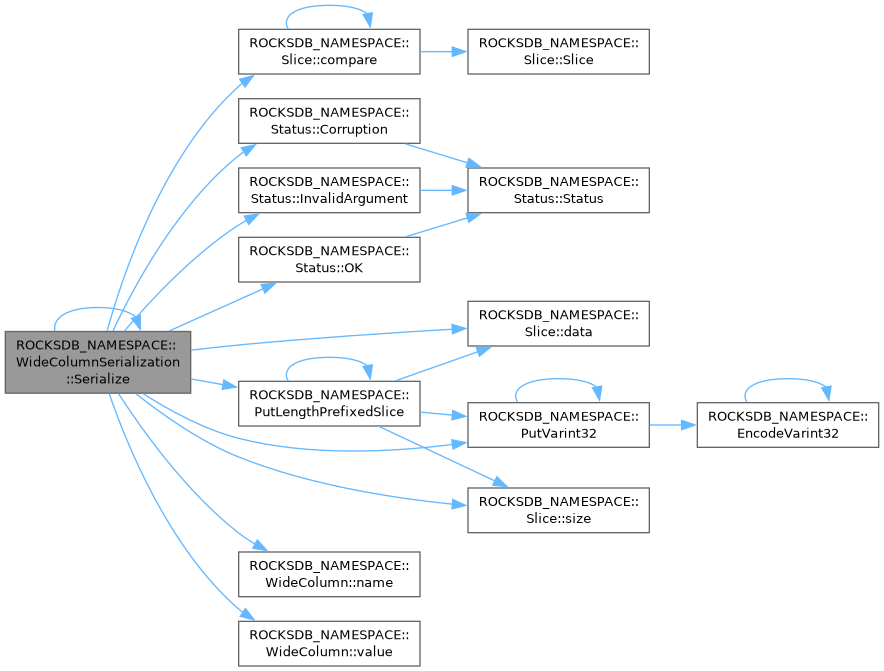 ROCKSDB_NAMESPACE::
WideColumnSerialization
::Serialize
ROCKSDB_NAMESPACE::
Slice::compare
ROCKSDB_NAMESPACE::
Slice::Slice
ROCKSDB_NAMESPACE::
Status::Corruption
ROCKSDB_NAMESPACE::
Status::InvalidArgument
ROCKSDB_NAMESPACE::
Status::Status
ROCKSDB_NAMESPACE::
Status::OK
ROCKSDB_NAMESPACE::
Slice::data
ROCKSDB_NAMESPACE::
PutLengthPrefixedSlice
ROCKSDB_NAMESPACE::
PutVarint32
ROCKSDB_NAMESPACE::
EncodeVarint32
ROCKSDB_NAMESPACE::
Slice::size
ROCKSDB_NAMESPACE::
WideColumn::name
ROCKSDB_NAMESPACE::
WideColumn::value